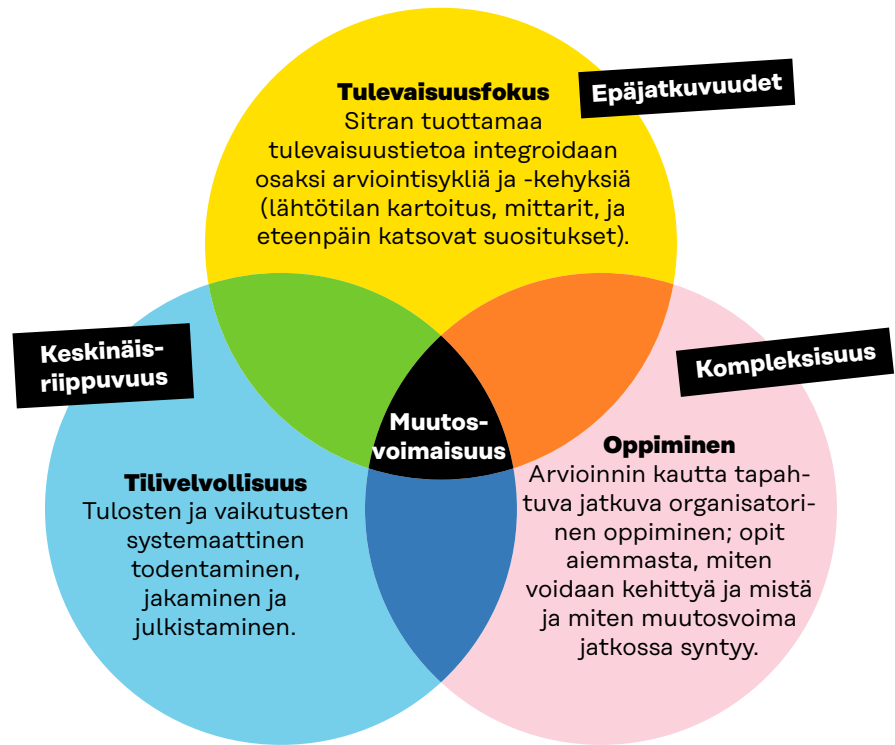 Tulevaisuusfokus
Sitran tuottamaa
tulevaisuustietoa integroidaan
osaksi arviointisykliä ja -kehyksiä
(lähtötilan kartoitus, mittarit, ja
eteenpäin katsovat suositukset).
Epäjatkuvuudet
Keskinäis-
riippuvuus
Kompleksisuus
Muutos-
voimaisuus
Tilivelvollisuus
Tulosten ja vaikutusten
systemaattinen
todentaminen,
jakaminen ja
julkistaminen.
Oppiminen
Arvioinnin kautta tapah-
tuva jatkuva organisatori-
nen oppiminen; opit
aiemmasta, miten
voidaan kehittyä ja mistä
ja miten muutosvoima
jatkossa syntyy.